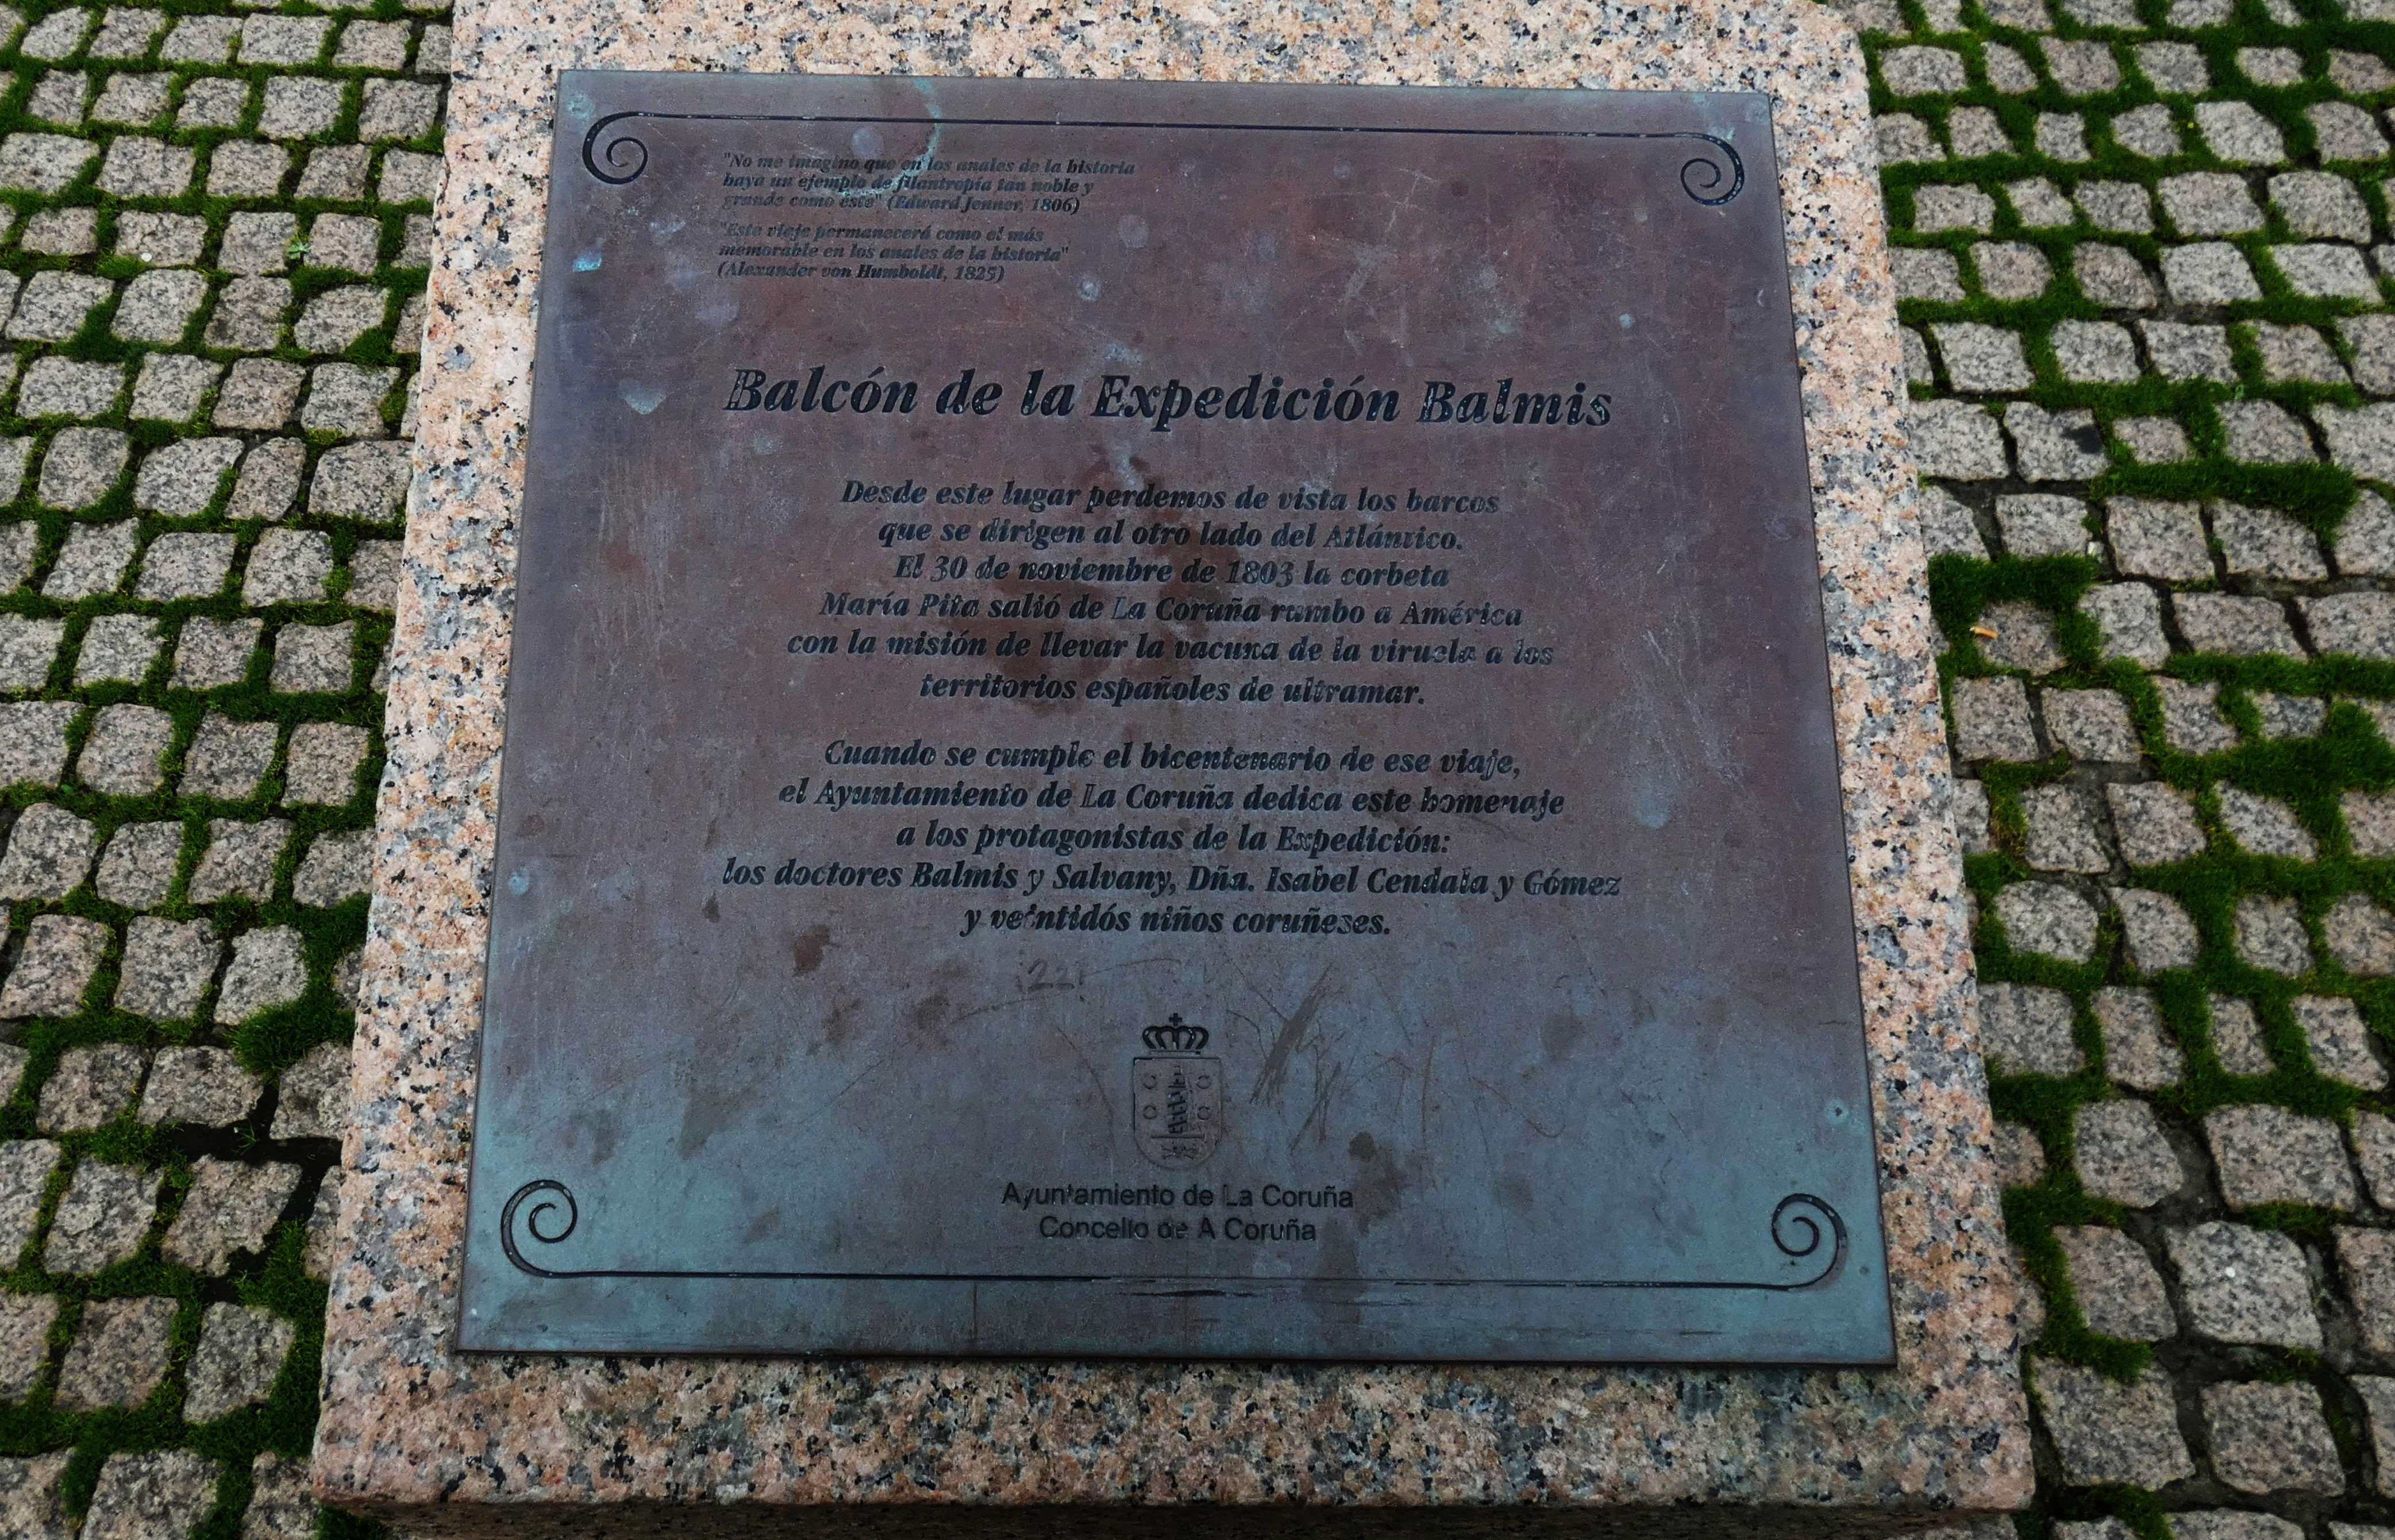 "No me imagino que en los anales de la historia
haya un ejemplo de filantropía tan noble y
grande como éste" (Edward Jenner, 1806)
"Este viaje permanecerá como el más
memorable en los anales de la historia"
(Alexander von Humboldt, 1825)
Balcón de la Expedición Balmis
Desde este lugar perdemos de vista los barcos
que se dirigen al otro lado del Atlántico.
El 30 de noviembre de 1803 la corbeta
María Pita salió de La Coruña rumbo a América
con la misión de llevar la vacuna de la viruela a los
territorios españoles de ultramar.
Cuando se cumple el bicentenario de ese viaje,
el Ayuntamiento de La Coruña dedica este homenaje
a los protagonistas de la Expedición:
los doctores Balmis y Salvany, Dña. Isabel Cendala y Gómez
y veintidós niños coruñeses.
22
Ayuntamiento de La Coruña
Concello de A Coruña